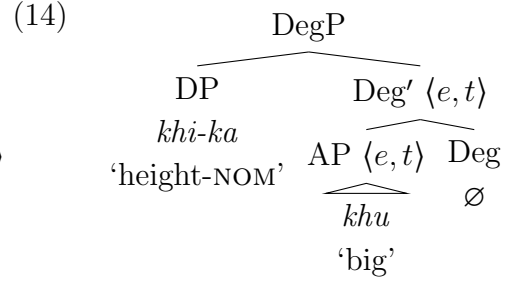 (14)
DegP
DP Deg′ ⟨e, t⟩
khi-ka
‘height-NOM’ AP ⟨e, t⟩ Deg
khu ∅
‘big’